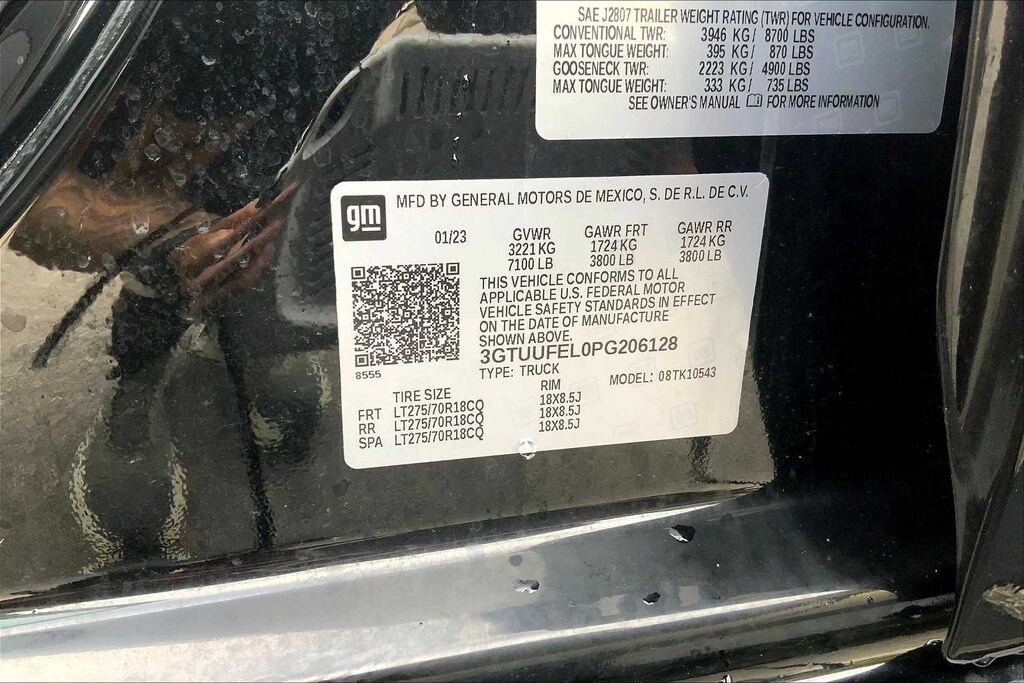 SAE J2807 TRAILER WEIGHT RATING (TWR) FOR VEHICLE CONFIGURATION.
CONVENTIONAL TWR: 3946 KG / 8700 LBS
MAX TONGUE WEIGHT: 395 KG / 870 LBS
GOOSENECK TWR: 2223 KG / 4900 LBS
MAX TONGUE WEIGHT: 333 KG / 735 LBS
SEE OWNER'S MANUAL FOR MORE INFORMATION
gm
MFD BY GENERAL MOTORS DE MEXICO, S. DE R.L. DE C.V.
01/23 GVWR GAWR FRT GAWR RR
3221 KG 1724 KG 1724 KG
7100 LB 3800 LB 3800 LB
THIS VEHICLE CONFORMS TO ALL
APPLICABLE U.S. FEDERAL MOTOR
VEHICLE SAFETY STANDARDS IN EFFECT
ON THE DATE OF MANUFACTURE
SHOWN ABOVE.
3GTUUFEL0PG206128
8555
TYPE: TRUCK MODEL: 08TK10543
TIRE SIZE RIM
FRT LT275/70R18CQ 18X8.5J
RR LT275/70R18CQ 18X8.5J
SPA LT275/70R18CQ 18X8.5J